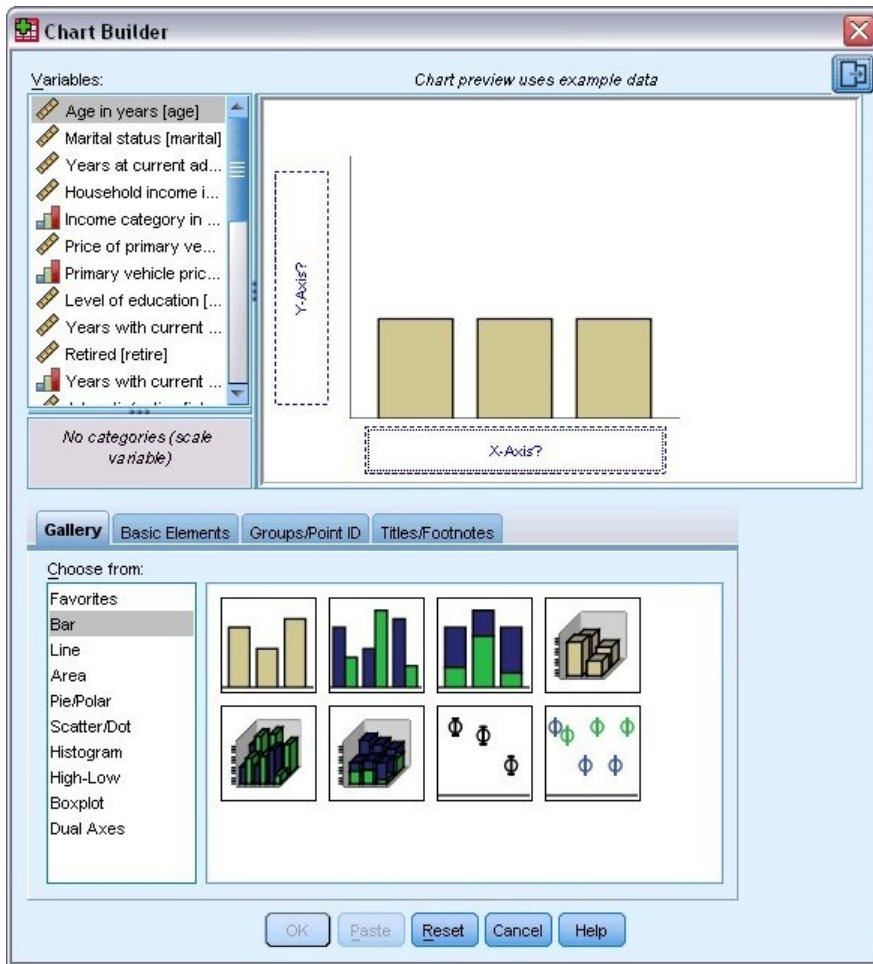 Chart Builder
Variables:
Chart preview uses example data
Age in years [age]
Marital status [marital]
Years at current ad...
Household income i...
Income category in ...
Price of primary ve...
Primary vehicle pric...
Level of education [...
Years with current ...
Retired [retire]
Years with current ...
No categories (scale
variable)
Y-Axis?
X-Axis?
Gallery
Basic Elements
Groups/Point ID
Titles/Footnotes
Choose from:
Favorites
Bar
Line
Area
Pie/Polar
Scatter/Dot
Histogram
High-Low
Boxplot
Dual Axes
OK
Paste
Reset
Cancel
Help